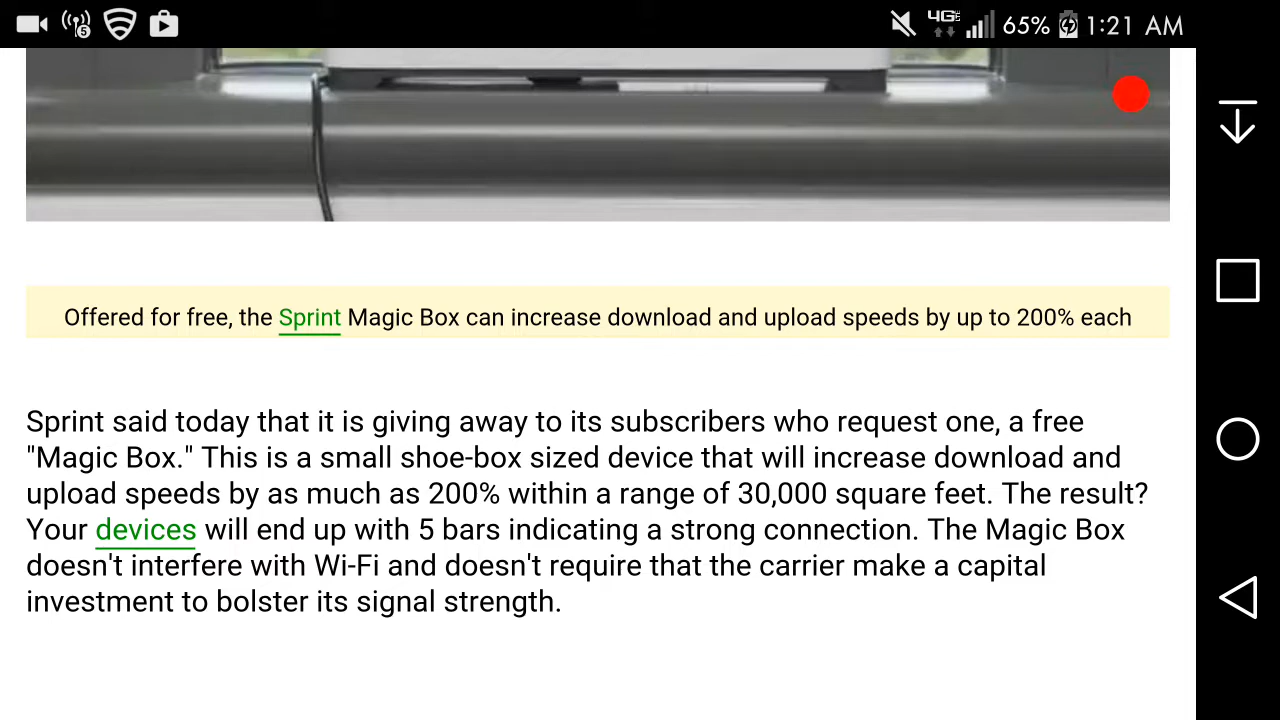 5 4G LTE 65% 1:21 AM
Offered for free, the Sprint Magic Box can increase download and upload speeds by up to 200% each
Sprint said today that it is giving away to its subscribers who request one, a free
"Magic Box." This is a small shoe-box sized device that will increase download and
upload speeds by as much as 200% within a range of 30,000 square feet. The result?
Your devices will end up with 5 bars indicating a strong connection. The Magic Box
doesn't interfere with Wi-Fi and doesn't require that the carrier make a capital
investment to bolster its signal strength.